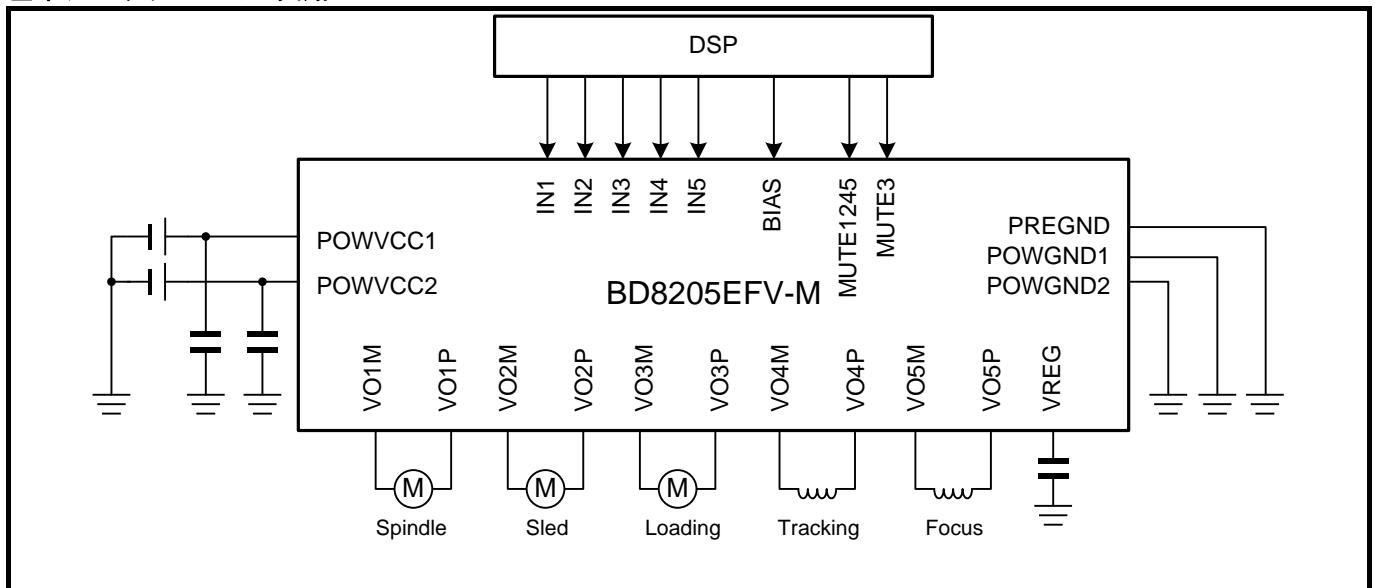 DSP
IN1
IN2
IN3
IN4
IN5
BIAS
MUTE1245
MUTE3
POWVCC1
POWVCC2
BD8205EFV-M
PREGND
POWGND1
POWGND2
VO1M
VO1P
VO2M
VO2P
VO3M
VO3P
VO4M
VO4P
VO5M
VO5P
VREG
M
M
M
Spindle
Sled
Loading
Tracking
Focus